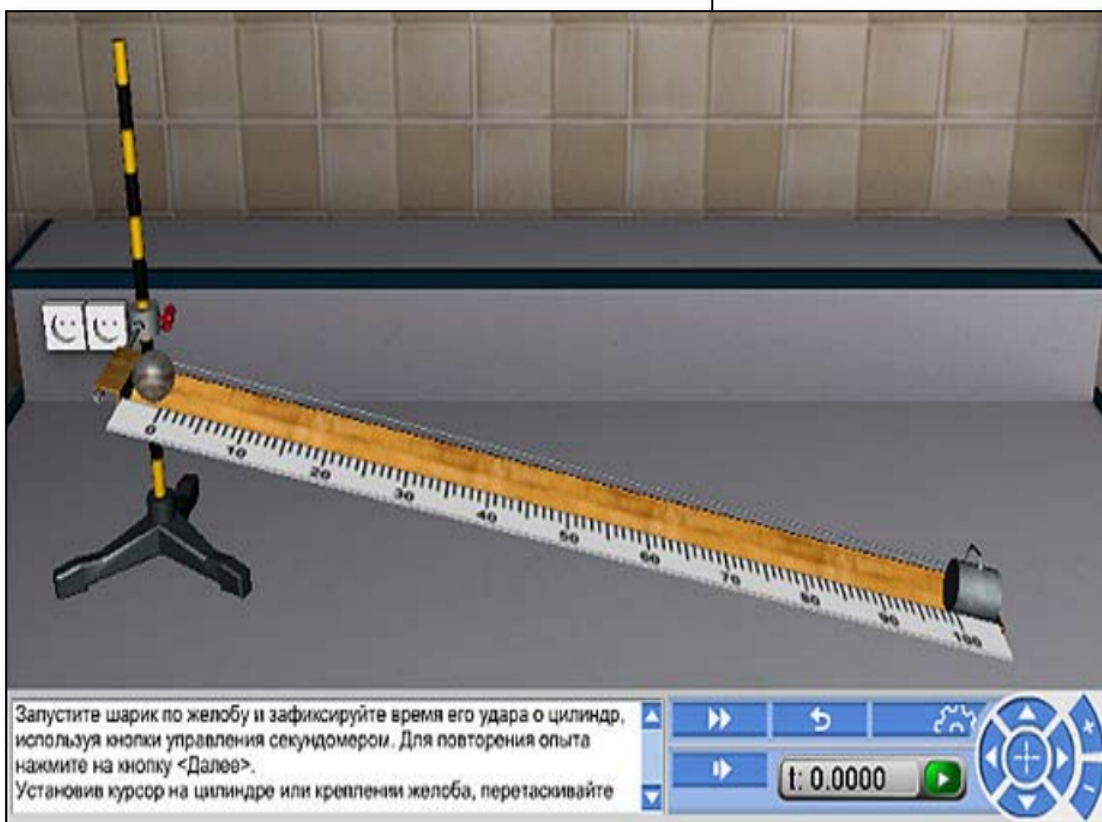 0
10
20
30
40
50
60
70
80
90
100
Запустите шарик по желобу и зафиксируйте время его удара о цилиндр,
используя кнопки управления секундомером. Для повторения опыта
нажмите на кнопку <Далее>.
Установив курсор на цилиндре или креплении желоба, перетаскивайте
t: 0.0000
+
−